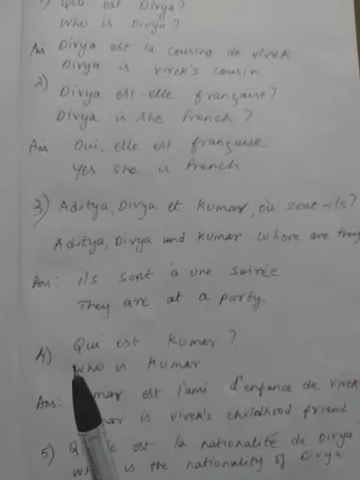 1) Qui est Divya?
Who is Divya?
Ans Divya est la cousine de vivek
Divya is vivek's cousin
2) Divya est elle française?
Divya is she French?
Ans Oui, elle est française
Yes she is French
3) Aditya, Divya et Kumar, où sont-ils?
Aditya, Divya and Kumar where are they
Ans: ils sont à une soirée
They are at a party.
4) Qui est Kumar?
Who is Kumar
Ans: est l'ami d'enfance de vivek
is vivek's childhood friend
5) est la nationalité de Divya
is the nationality of Divya